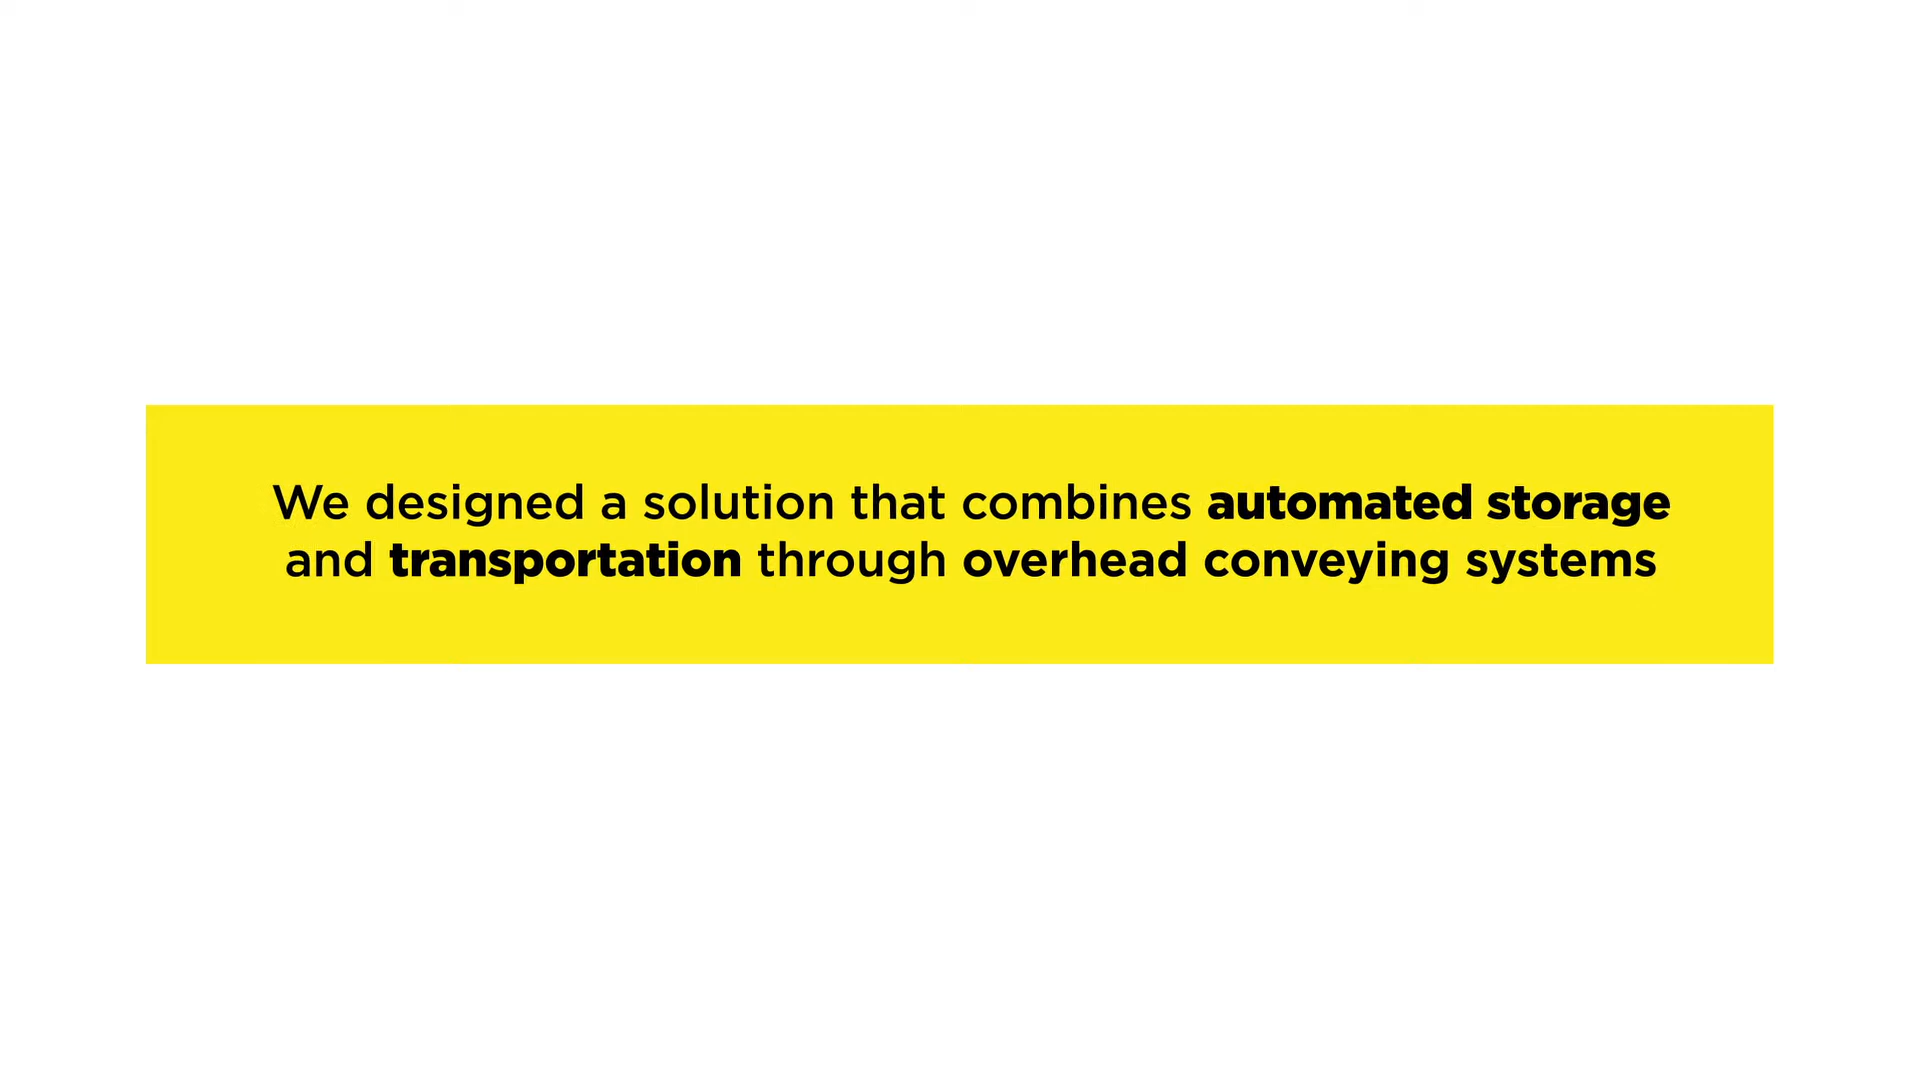 We designed a solution that combines automated storage
and transportation through overhead conveying systems